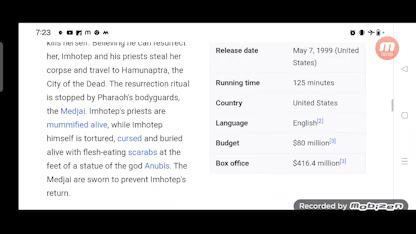 7:23
kills herself. Believing he can resurrect
her, Imhotep and his priests steal her
corpse and travel to Hamunaptra, the
City of the Dead. The resurrection ritual
is stopped by Pharaoh's bodyguards,
the Medjai. Imhotep's priests are
mummified alive, while Imhotep
himself is tortured, cursed and buried
alive with flesh-eating scarabs at the
feet of a statue of the god Anubis. The
Medjai are sworn to prevent Imhotep's
return.
Release date May 7, 1999 (United
States)
Running time 125 minutes
Country United States
Language English[2]
Budget $80 million[3]
Box office $416.4 million[3]
Recorded by Mobizen